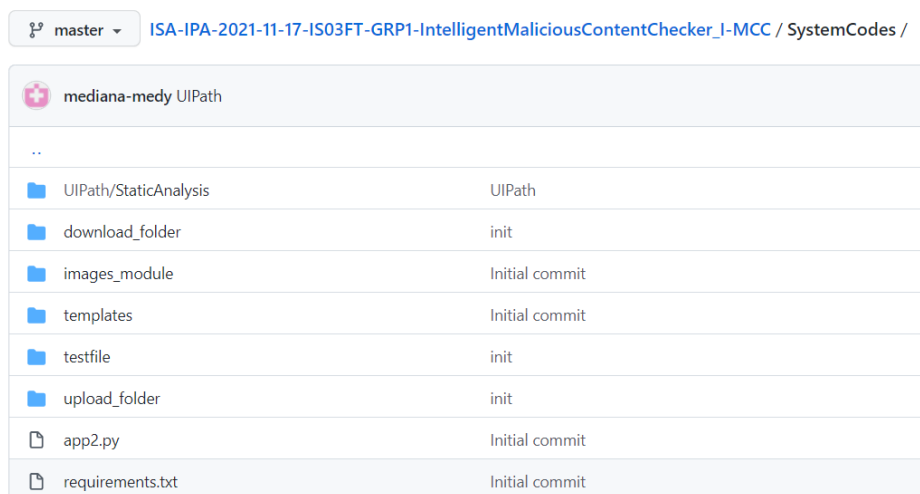 master ISA-IPA-2021-11-17-IS03FT-GRP1-IntelligentMaliciousContentChecker_I-MCC / SystemCodes /
mediana-medy UIPath
..
UIPath/StaticAnalysis UIPath
download_folder init
images_module Initial commit
templates Initial commit
testfile init
upload_folder init
app2.py Initial commit
requirements.txt Initial commit